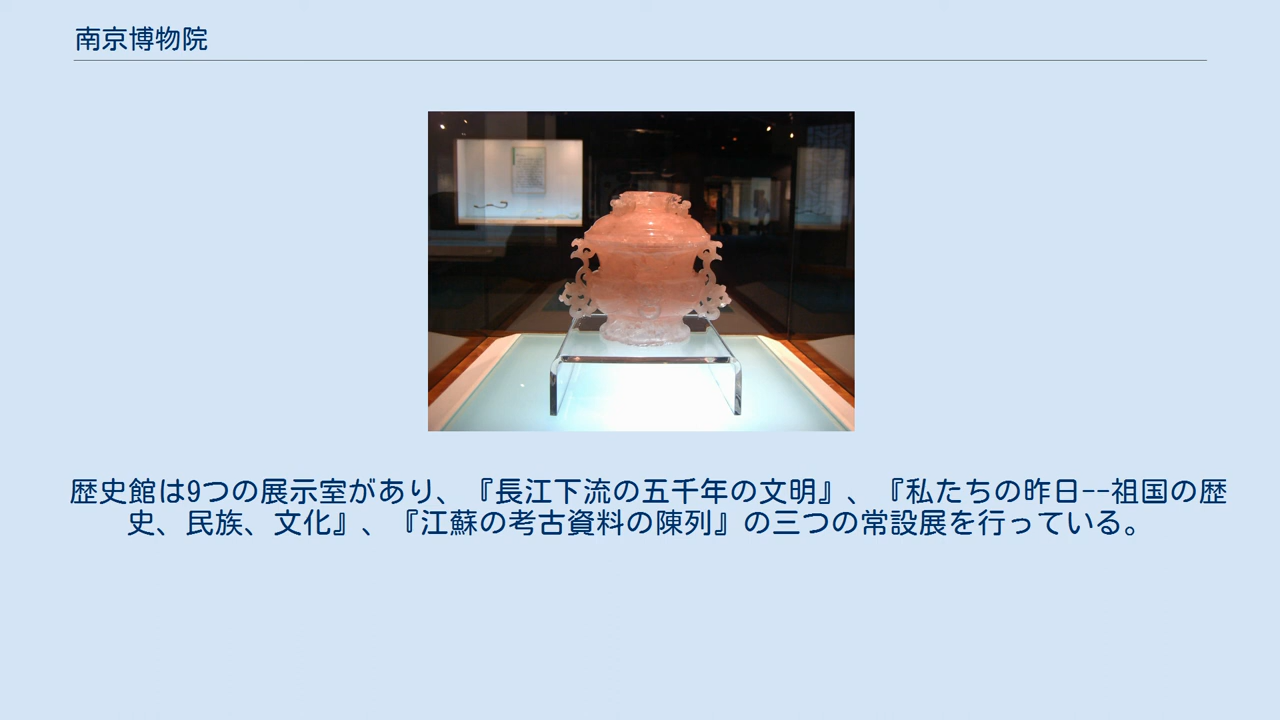 南京博物院
歴史館は9つの展示室があり、『長江下流の五千年の文明』、『私たちの昨日--祖国の歴
史、民族、文化』、『江蘇の考古資料の陳列』の三つの常設展を行っている。